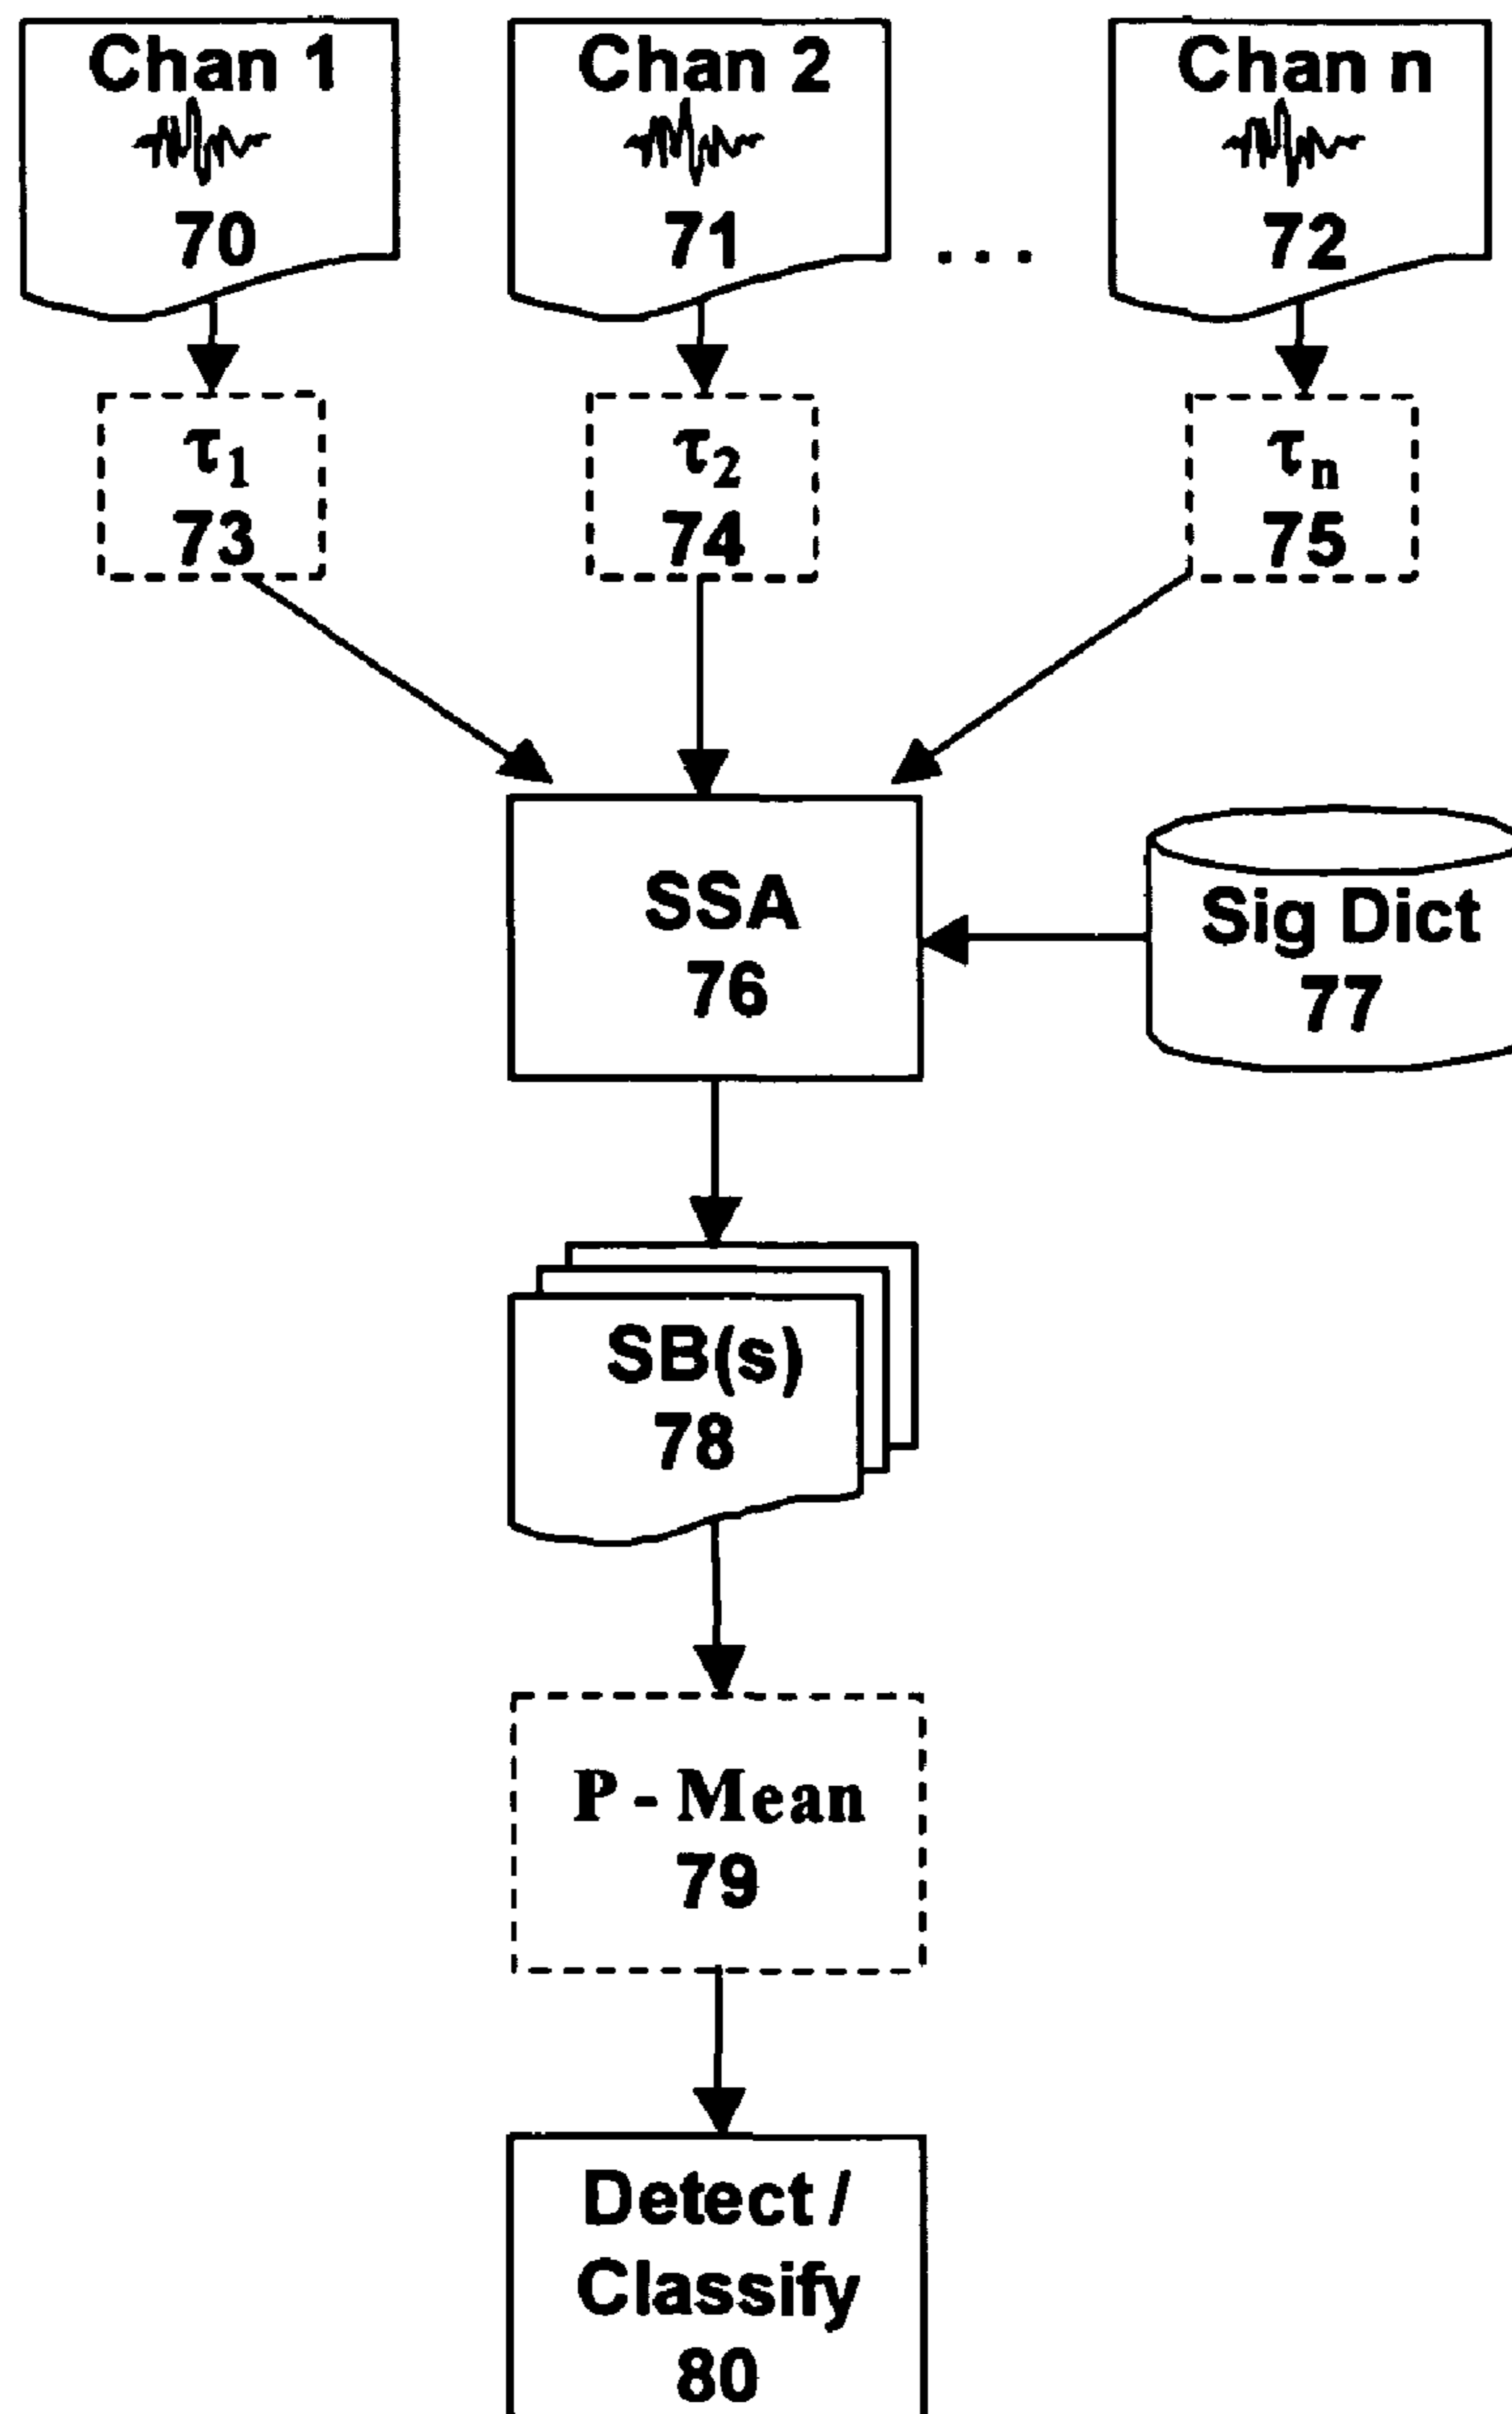 Chan 1
70
Chan 2
71
. . .
Chan n
72
τ1
73
τ2
74
τn
75
SSA
76
Sig Dict
77
SB(s)
78
P - Mean
79
Detect /
Classify
80